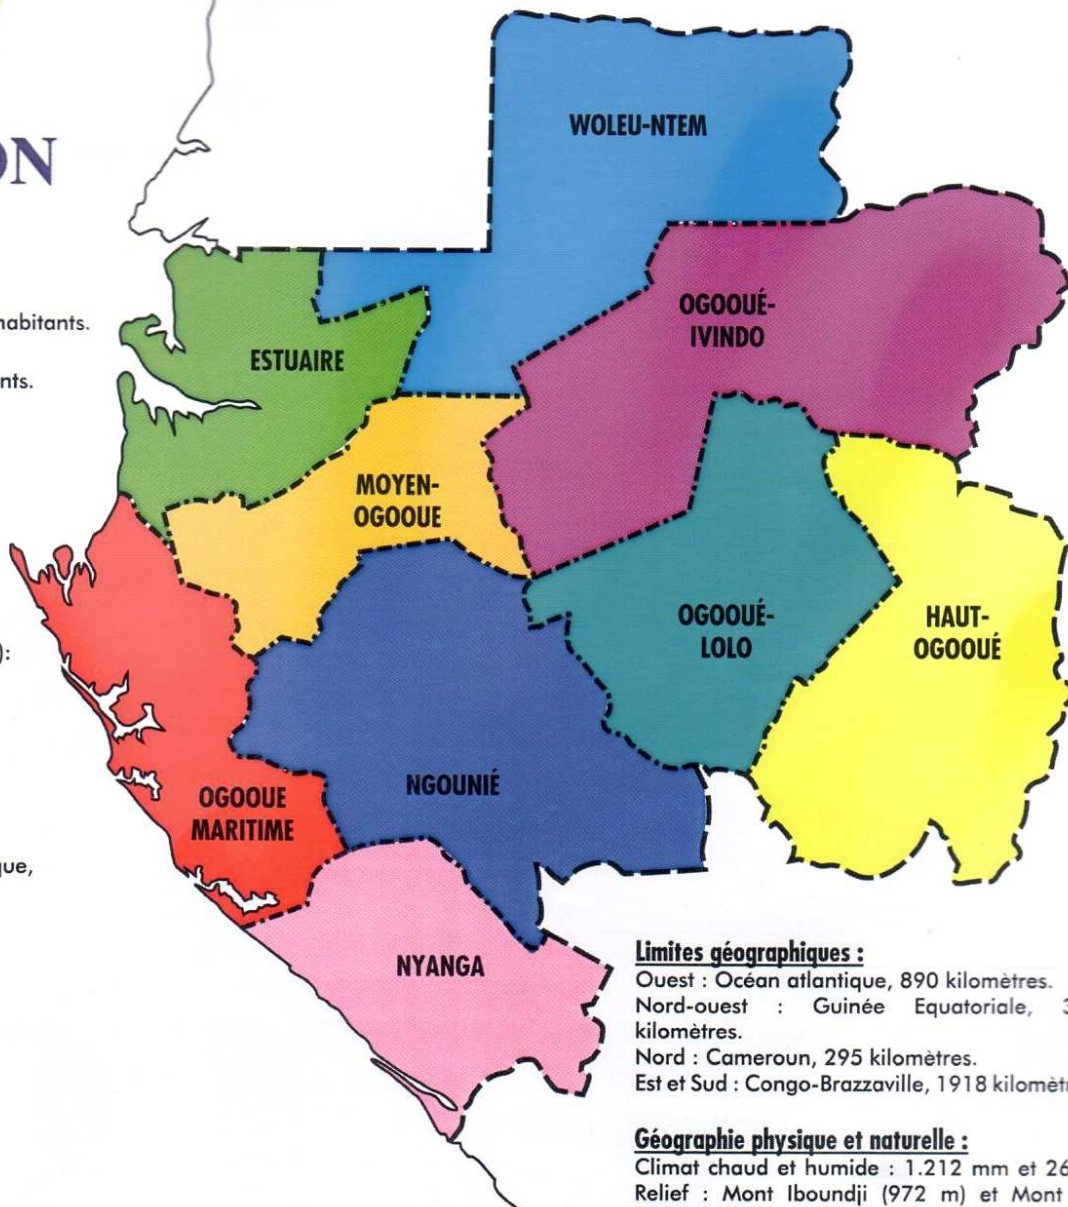 ON
habitants.
nts.
):
que,
WOLEU-NTEM
OGOOUÉ-
IVINDO
ESTUAIRE
MOYEN-
OGOOUE
OGOOUÉ-
LOLO
HAUT-
OGOOUÉ
NGOUNIÉ
OGOOUE
MARITIME
NYANGA
Limites géographiques :
Ouest : Océan atlantique, 890 kilomètres.
Nord-ouest : Guinée Equatoriale, 3
kilomètres.
Nord : Cameroun, 295 kilomètres.
Est et Sud : Congo-Brazzaville, 1918 kilomètr
Géographie physique et naturelle :
Climat chaud et humide : 1.212 mm et 26
Relief : Mont Iboundji (972 m) et Mont